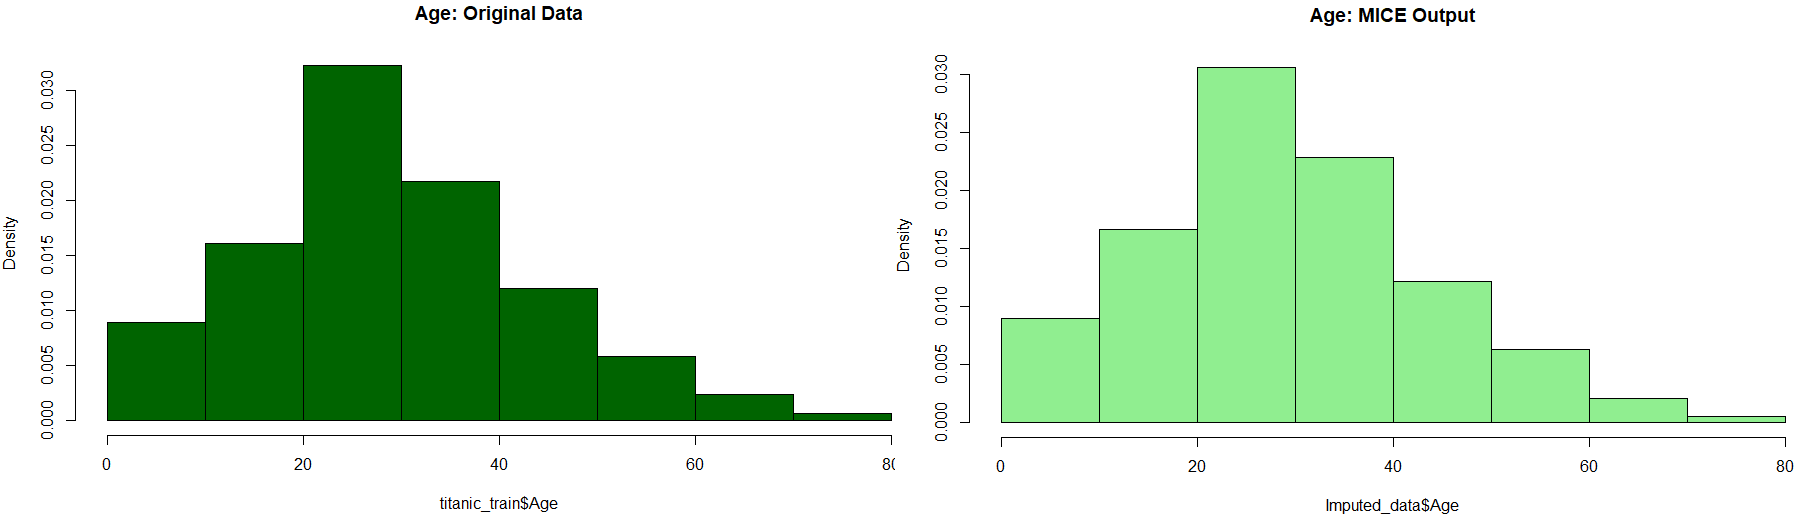 Age: Original Data
Density
0.000 0.005 0.010 0.015 0.020 0.025 0.030
0 20 40 60 80
titanic_train$Age
Age: MICE Output
Density
0.000 0.005 0.010 0.015 0.020 0.025 0.030
0 20 40 60 80
Imputed_data$Age